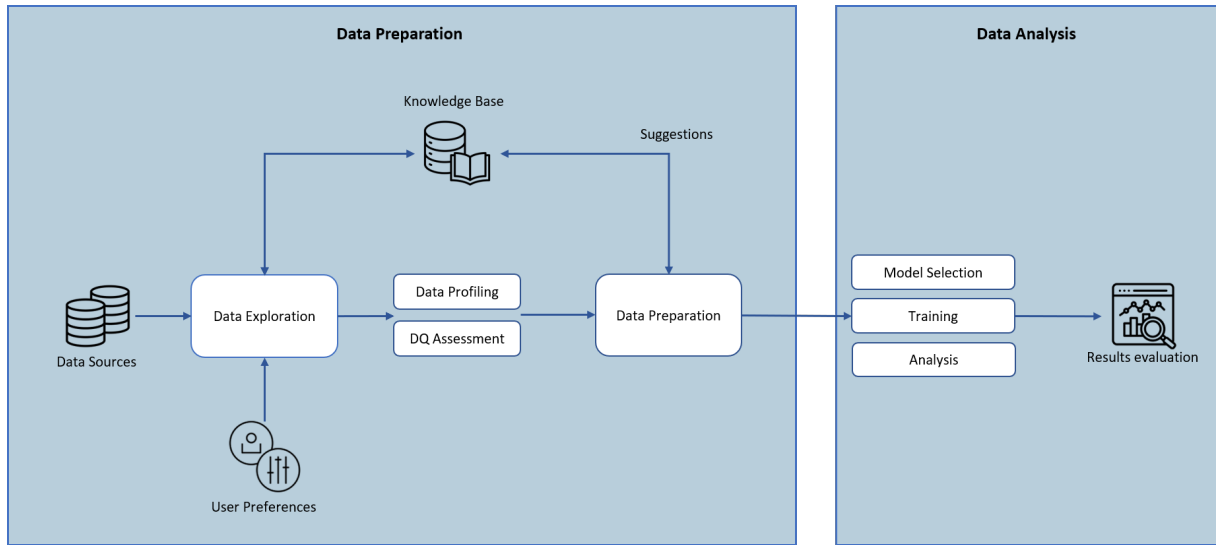 Data Preparation
Data Analysis
Knowledge Base
Suggestions
Data Sources
Data Exploration
Data Profiling
DQ Assessment
Data Preparation
User Preferences
Model Selection
Training
Analysis
Results evaluation